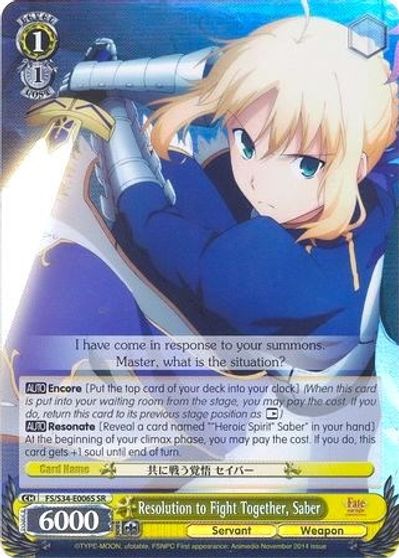 LEVEL
1
1
COST
I have come in response to your summons.
Master, what is the situation?
AUTO Encore [Put the top card of your deck into your clock] (When this card
is put into your waiting room from the stage, you may pay the cost. If you
do, return this card to its previous stage position as
AUTO Resonate [Reveal a card named ""Heroic Spirit" Saber" in your hand]
At the beginning of your climax phase, you may pay the cost. If you do, this
card gets +1 soul until end of turn.
Card Name 共に戦う覚悟 セイバー
CH FS/S34-E006S SR
Resolution to Fight Together, Saber
Fate
6000
Servant Weapon
©TYPE-MOON, ufotable, FSNPC First appearance: Animedia November 2014 issue